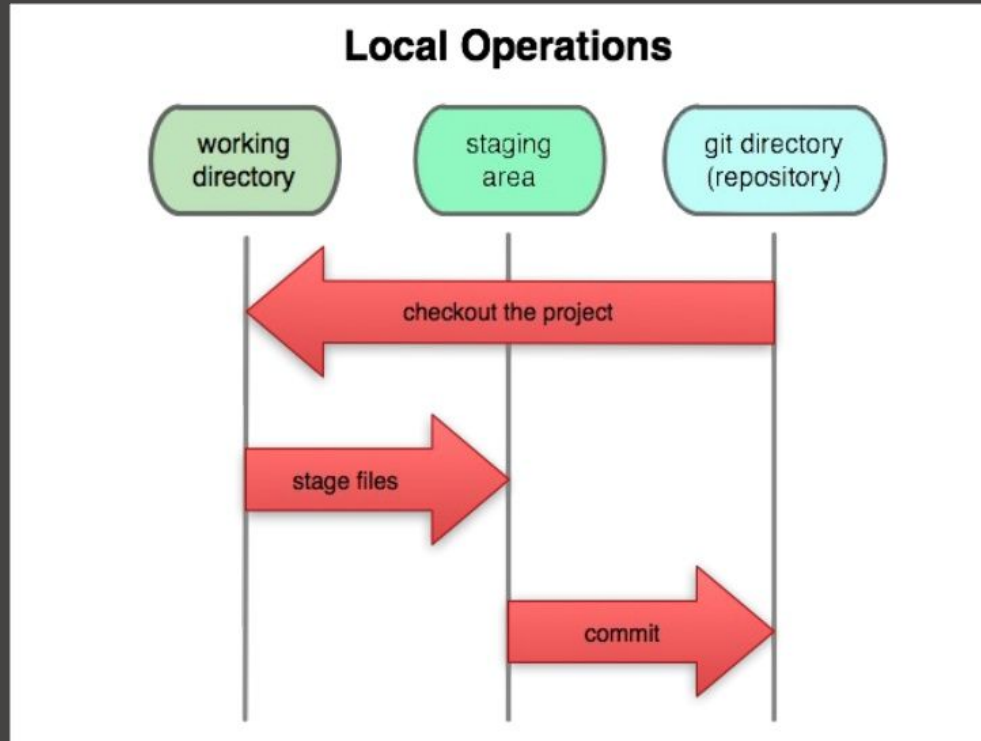 Local Operations
working
directory
staging
area
git directory
(repository)
checkout the project
stage files
commit